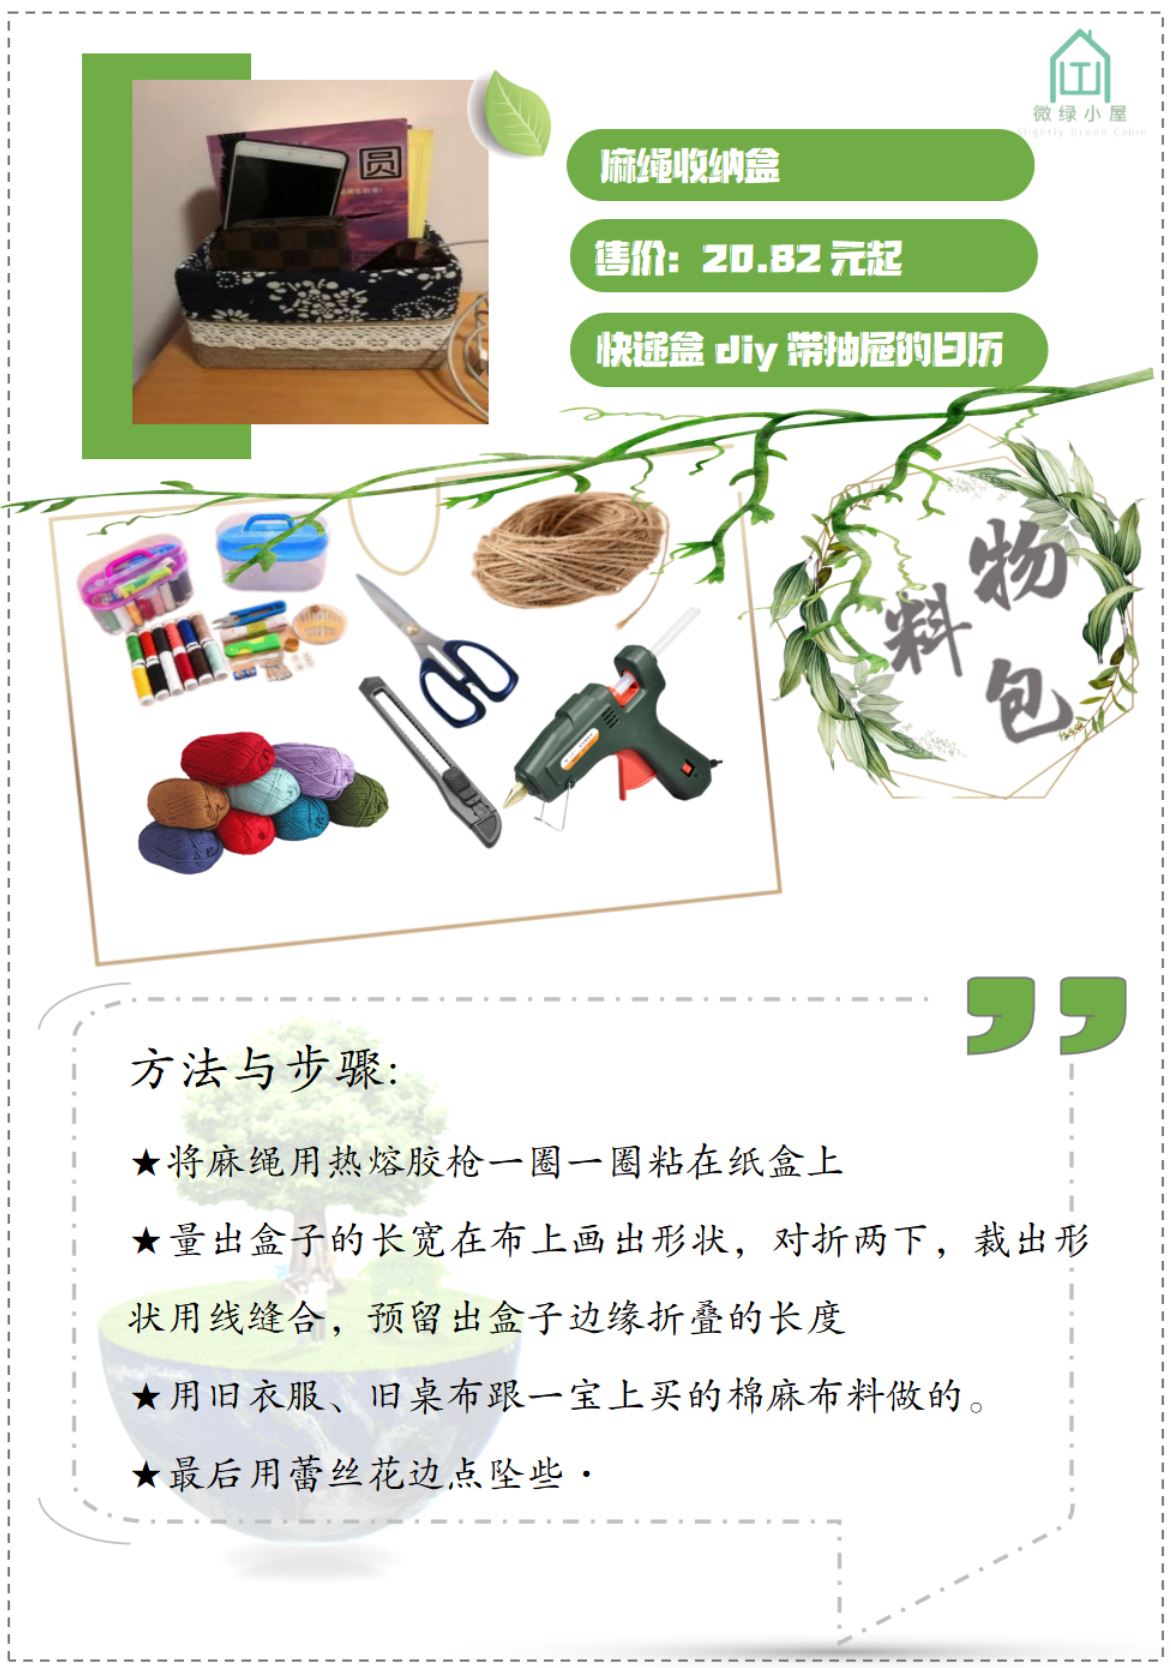 微绿小屋
Slightly Green Cabin
圆
麻绳收纳盒
售价：20.82元起
快递盒diy带抽屉的日历
物
料
包
方法与步骤:
★将麻绳用热熔胶枪一圈一圈粘在纸盒上
★量出盒子的长宽在布上画出形状，对折两下，裁出形
状用线缝合，预留出盒子边缘折叠的长度
★用旧衣服、旧桌布跟一宝上买的棉麻布料做的。
★最后用蕾丝花边点坠些·